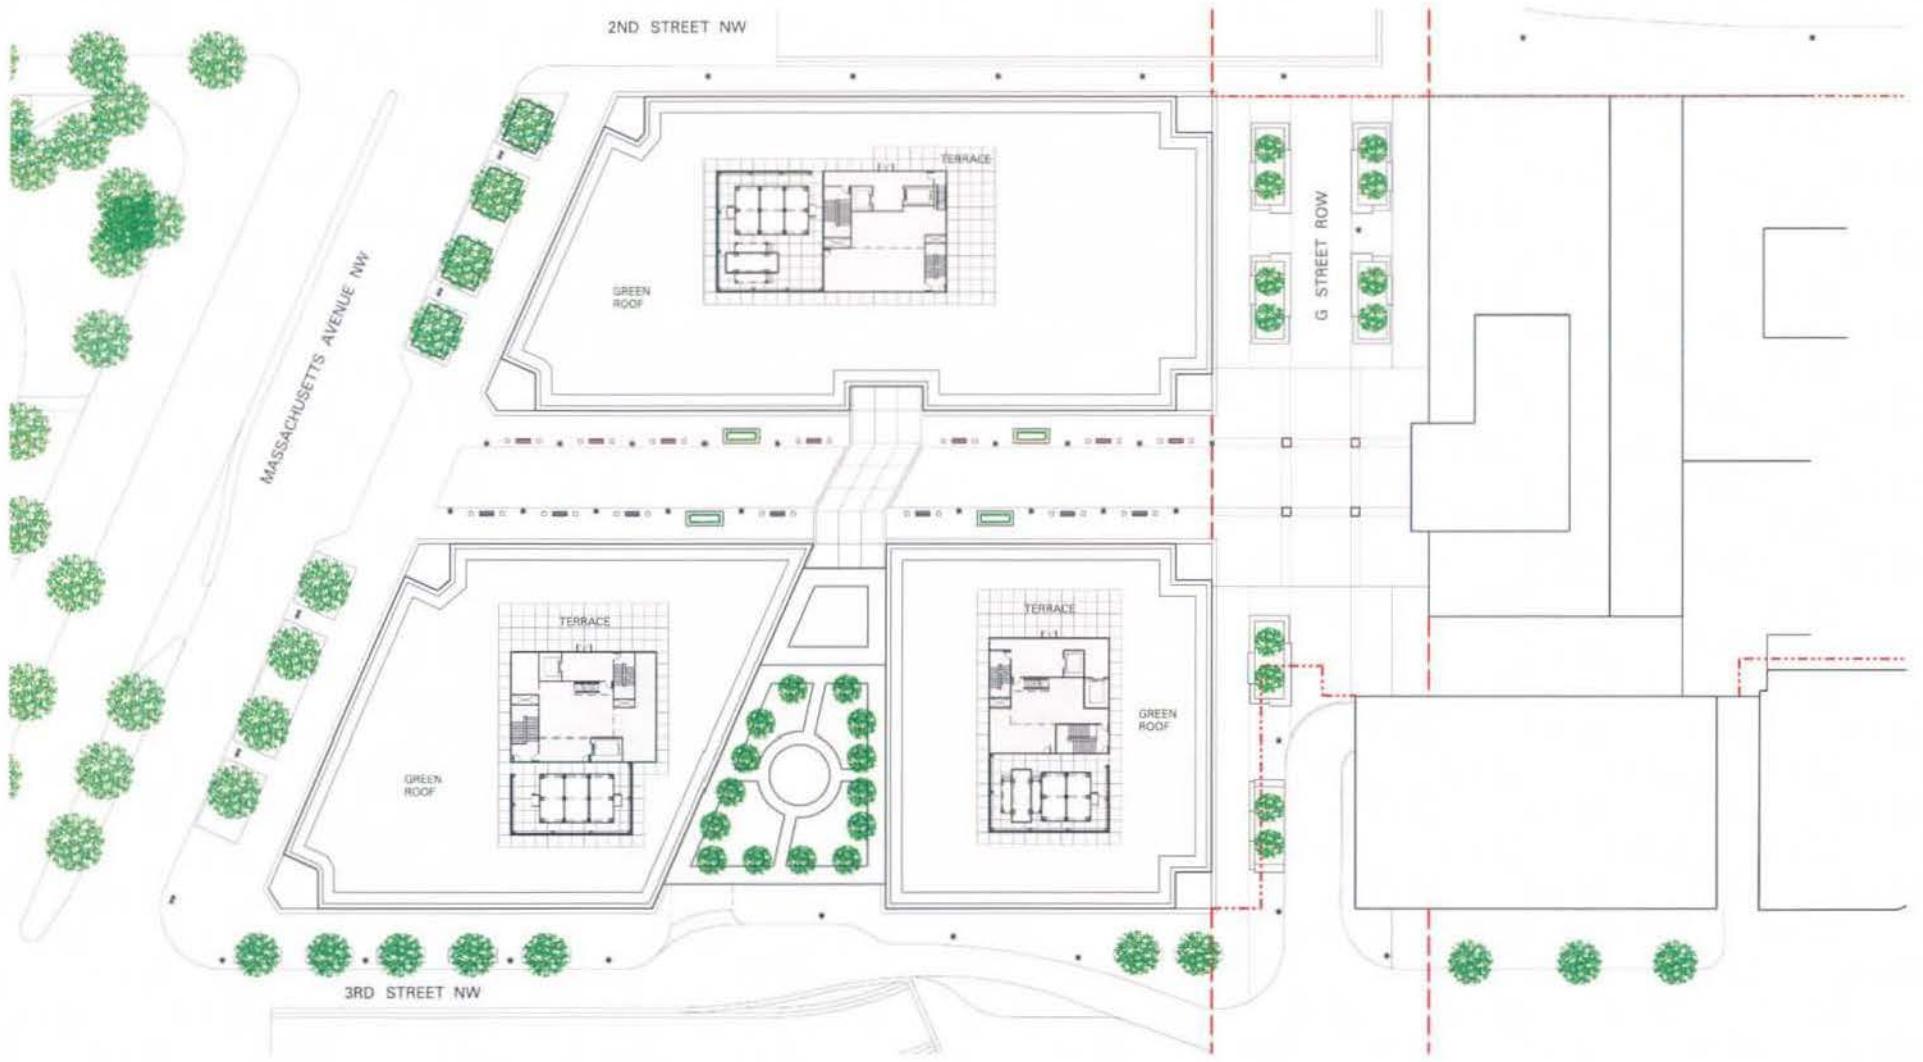 2ND STREET NW
TERRACE
GREEN
ROOF
G STREET ROW
MASSACHUSETTS AVENUE NW
TERRACE
TERRACE
GREEN
ROOF
GREEN
ROOF
3RD STREET NW